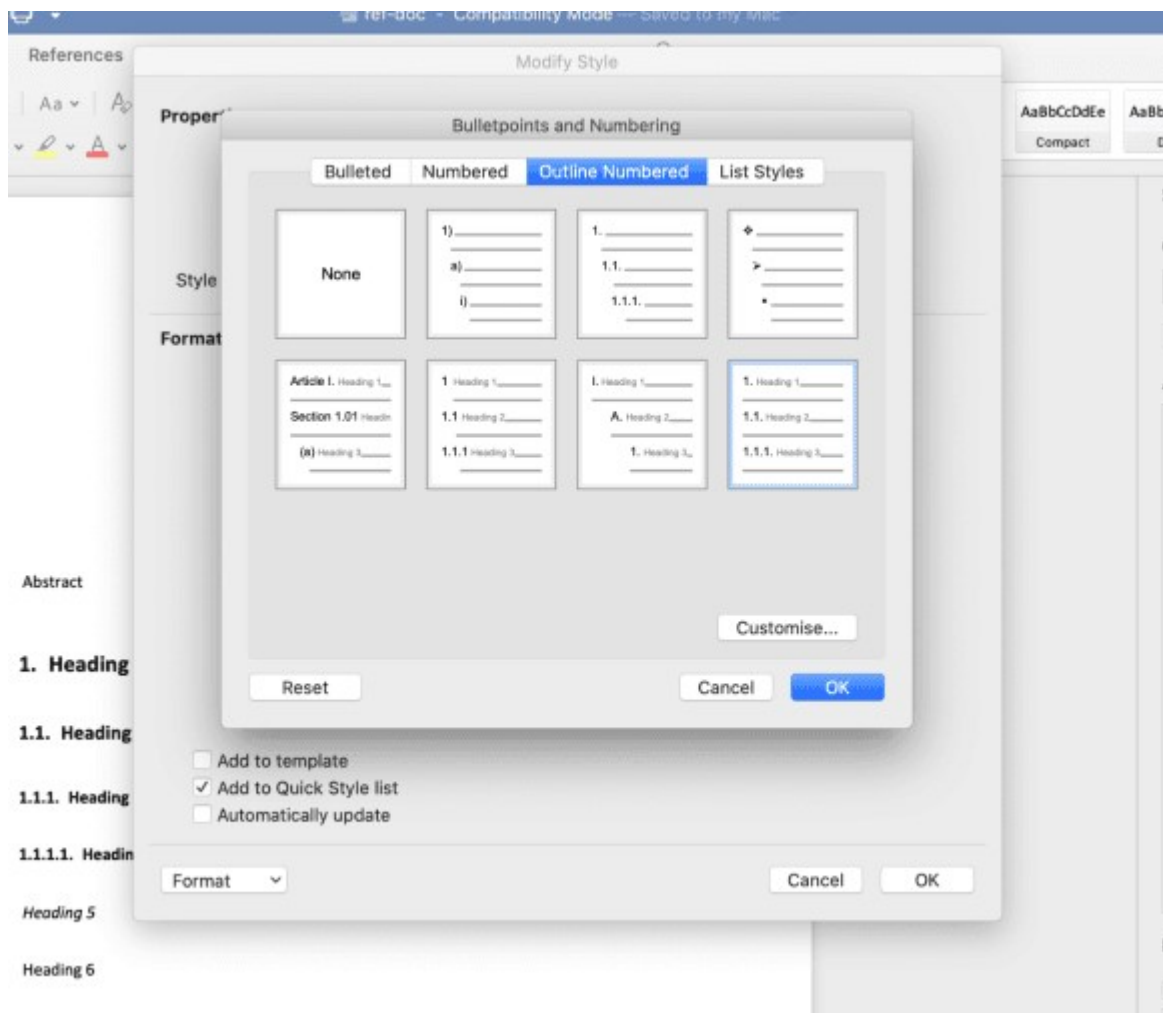 ref-doc - Compatibility Mode — Saved to my Mac
References
Modify Style
Aa
Proper
Bulletpoints and Numbering
AaBbCcDdEe
AaBb
Compact
Bulleted
Numbered
Outline Numbered
List Styles
None
1)
a)
i)
1.
1.1.
1.1.1.
Style
Format
Article I. Heading 1
Section 1.01 Headin
(a) Heading 3
1 Heading 1
1.1 Heading 2
1.1.1 Heading 3
I. Heading 1
A. Heading 2
1. Heading 3
1. Heading 1
1.1. Heading 2
1.1.1. Heading 3
Abstract
Customise...
1. Heading
Reset
Cancel
OK
1.1. Heading
Add to template
Add to Quick Style list
1.1.1. Heading
Automatically update
1.1.1.1. Headin
Format
Cancel
OK
Heading 5
Heading 6